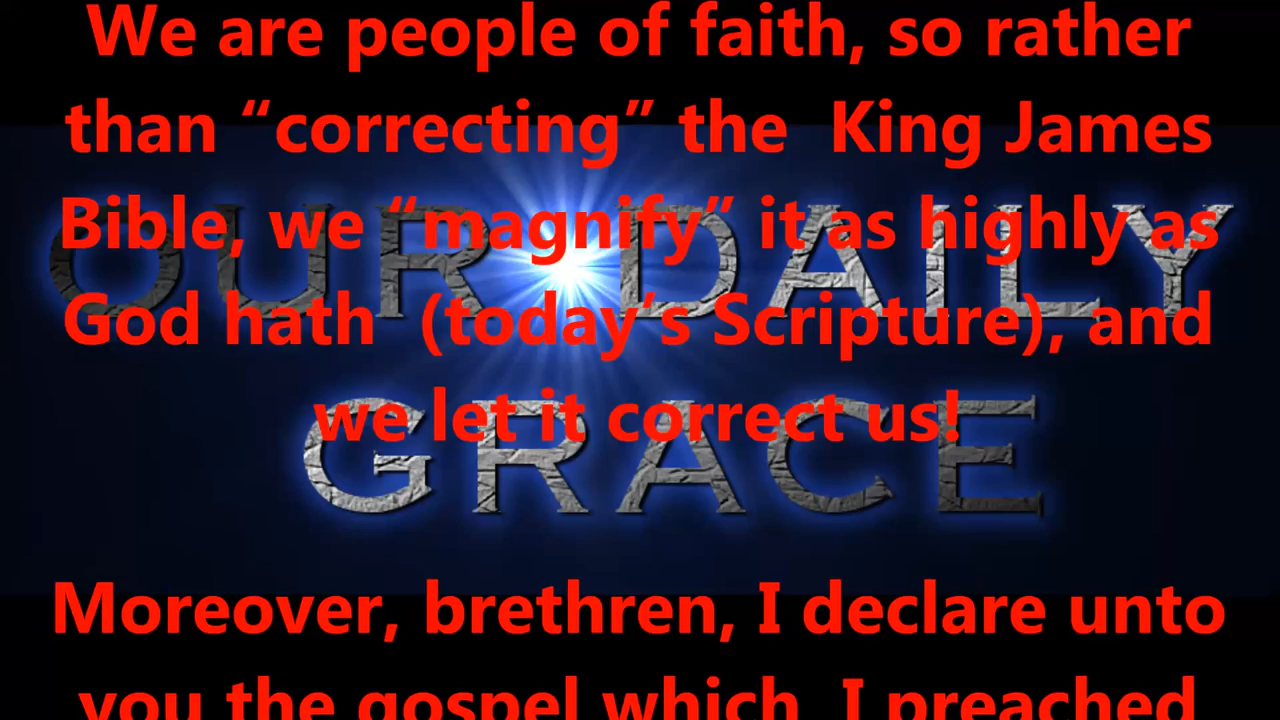 We are people of faith, so rather
than “correcting” the King James
Bible, we “magnify” it as highly as
God hath (today’s Scripture), and
we let it correct us!
OUR DAILY
GRACE
Moreover, brethren, I declare unto
you the gospel which I preached